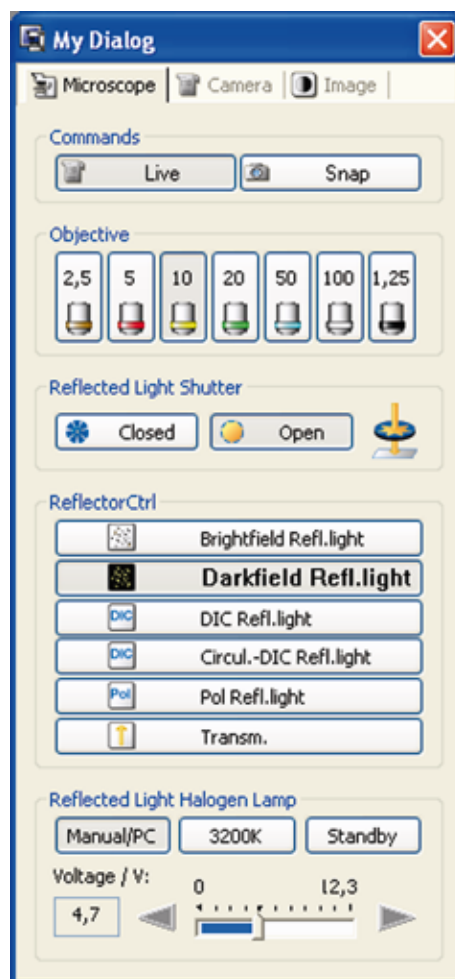 My Dialog
Microscope Camera Image
Commands
Live Snap
Objective
2,5 5 10 20 50 100 1,25
Reflected Light Shutter
Closed Open
ReflectorCtrl
Brightfield Refl.light
Darkfield Refl.light
DIC DIC Refl.light
DIC Circul.-DIC Refl.light
Pol Pol Refl.light
Transm.
Reflected Light Halogen Lamp
Manual/PC 3200K Standby
Voltage / V:
0 12,3
4,7